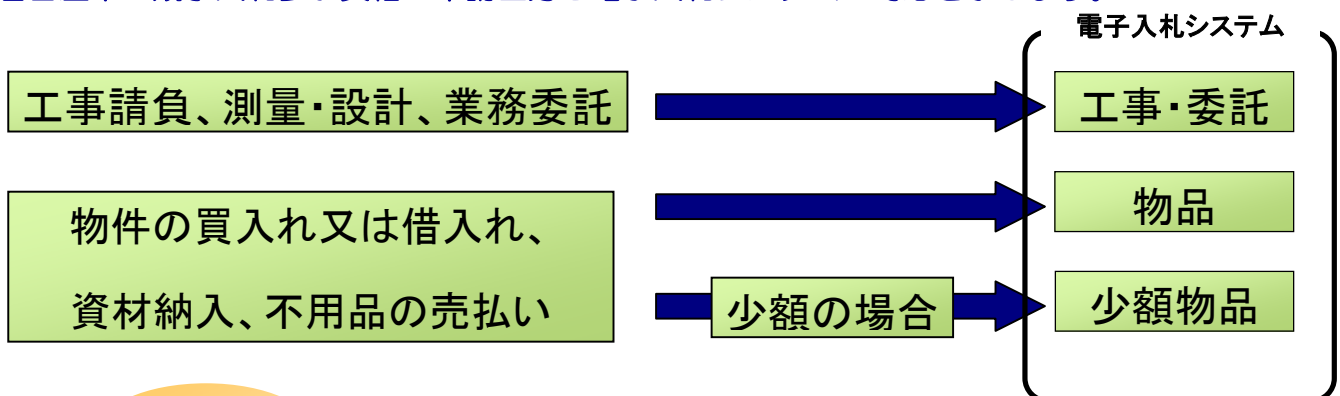 電子入札システム
工事請負、測量・設計、業務委託
工事・委託
物件の買入れ又は借入れ、
資材納入、不用品の売払い
物品
少額の場合
少額物品